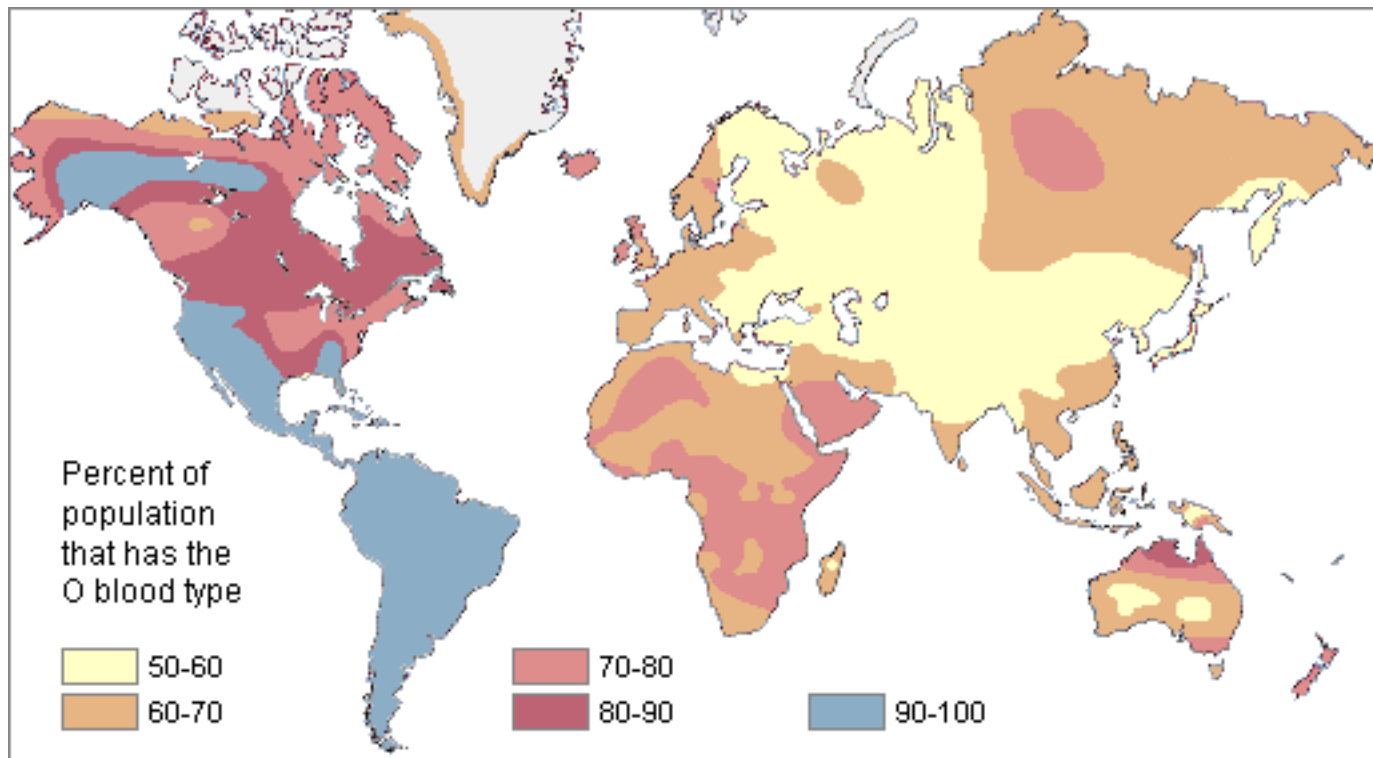 Percent of
population
that has the
O blood type
50-60
60-70
70-80
80-90
90-100